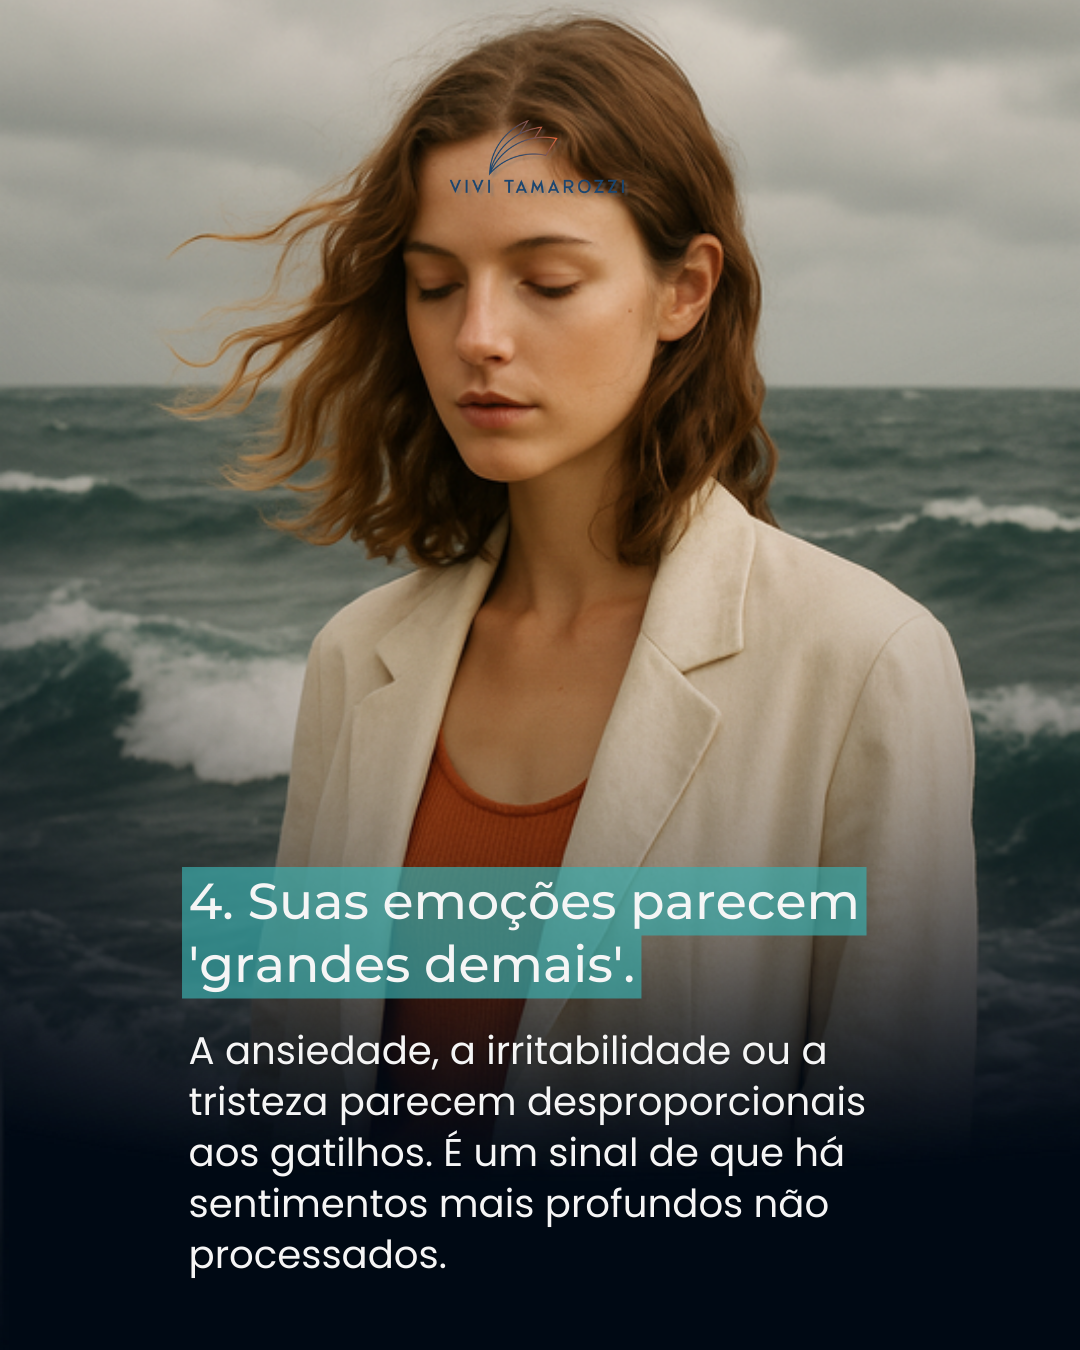 VIVI TAMAROZZI
4. Suas emoções parecem
'grandes demais'.
A ansiedade, a irritabilidade ou a
tristeza parecem desproporcionais
aos gatilhos. É um sinal de que há
sentimentos mais profundos não
processados.